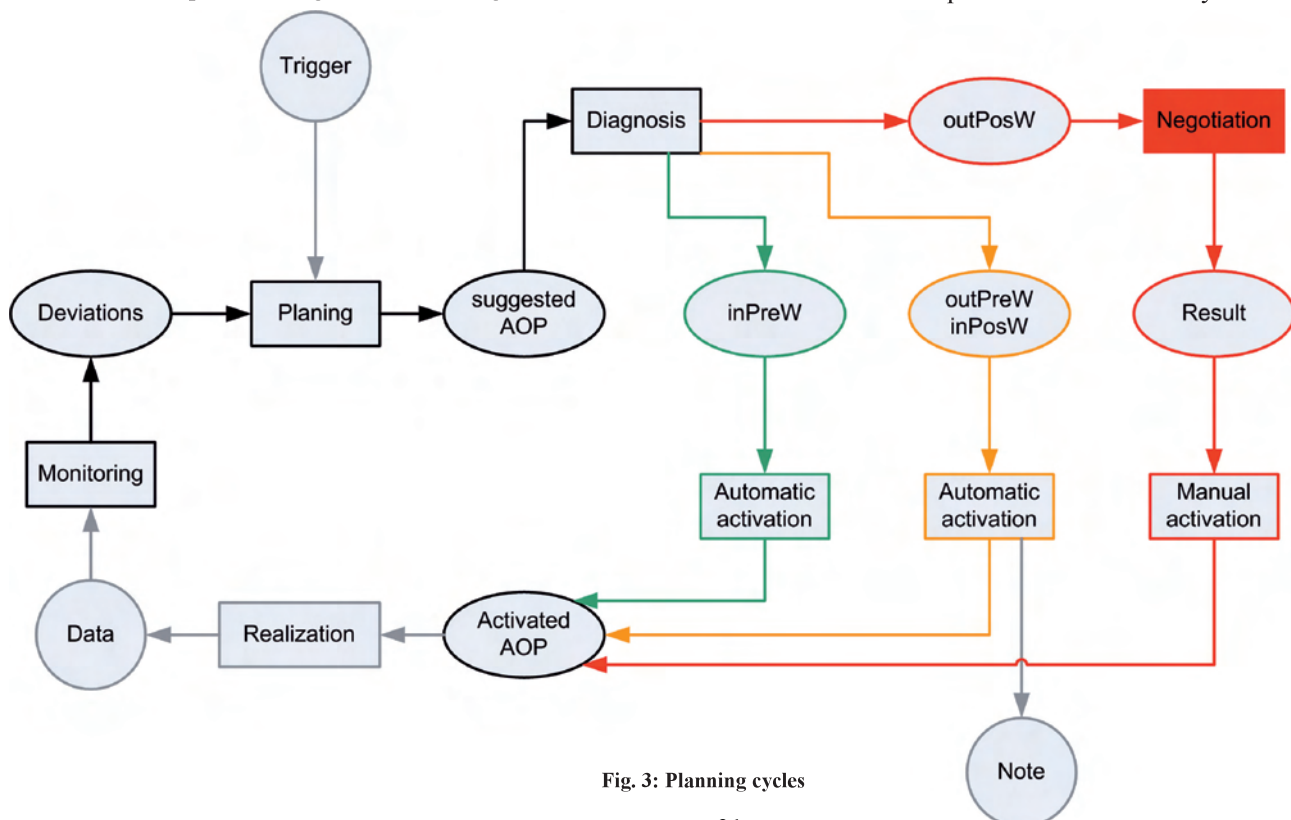 Trigger
Diagnosis
outPosW
Negotiation
Deviations
Planing
suggested
AOP
inPreW
outPreW
inPosW
Result
Monitoring
Automatic
activation
Automatic
activation
Manual
activation
Data
Realization
Activated
AOP
Note
Fig. 3: Planning cycles